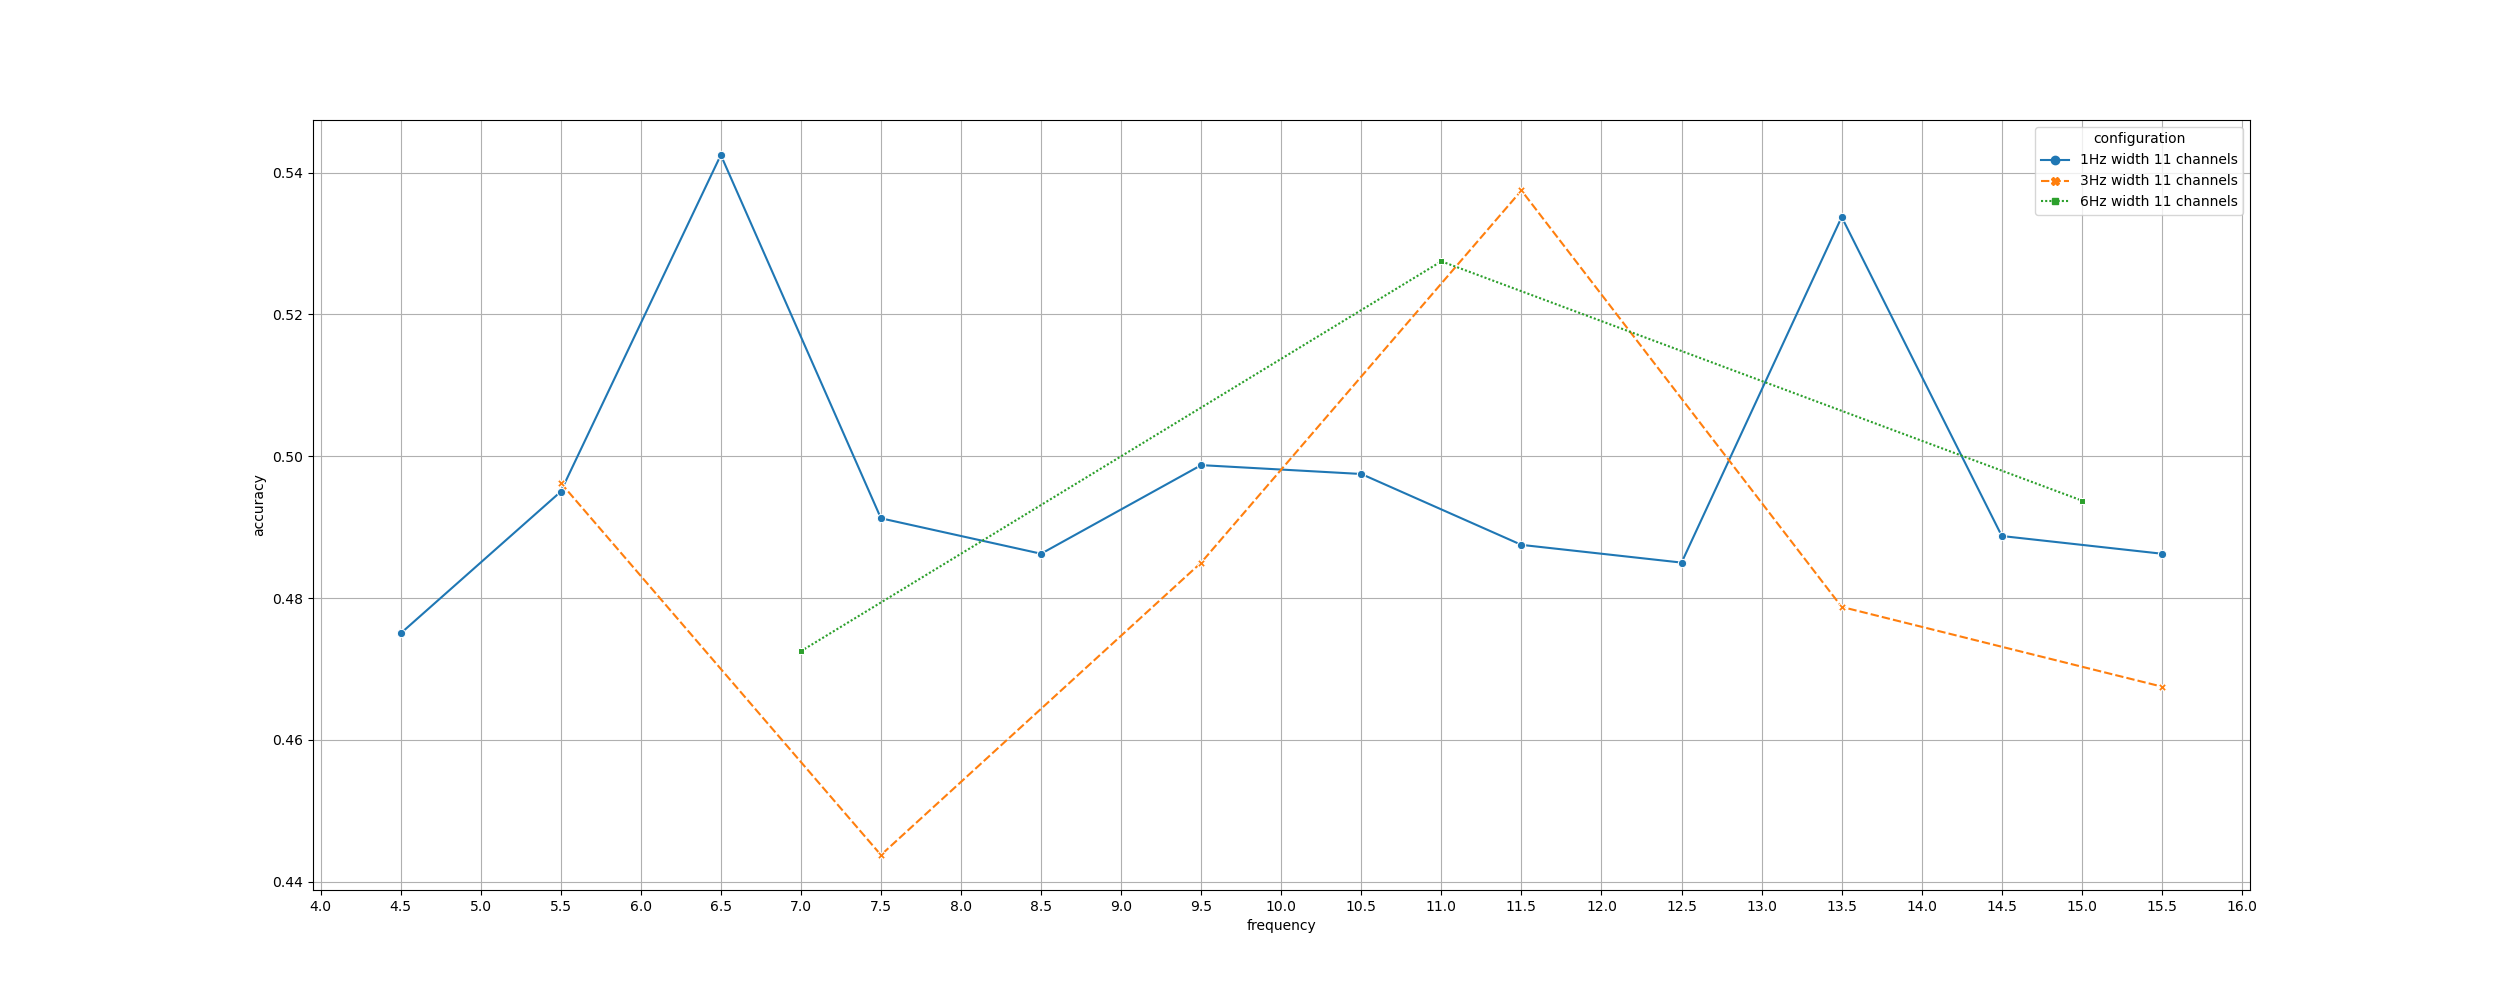 configuration
1Hz width 11 channels
3Hz width 11 channels
6Hz width 11 channels
0.54
0.52
0.50
0.48
0.46
0.44
accuracy
4.0 4.5 5.0 5.5 6.0 6.5 7.0 7.5 8.0 8.5 9.0 9.5 10.0 10.5 11.0 11.5 12.0 12.5 13.0 13.5 14.0 14.5 15.0 15.5 16.0
frequency